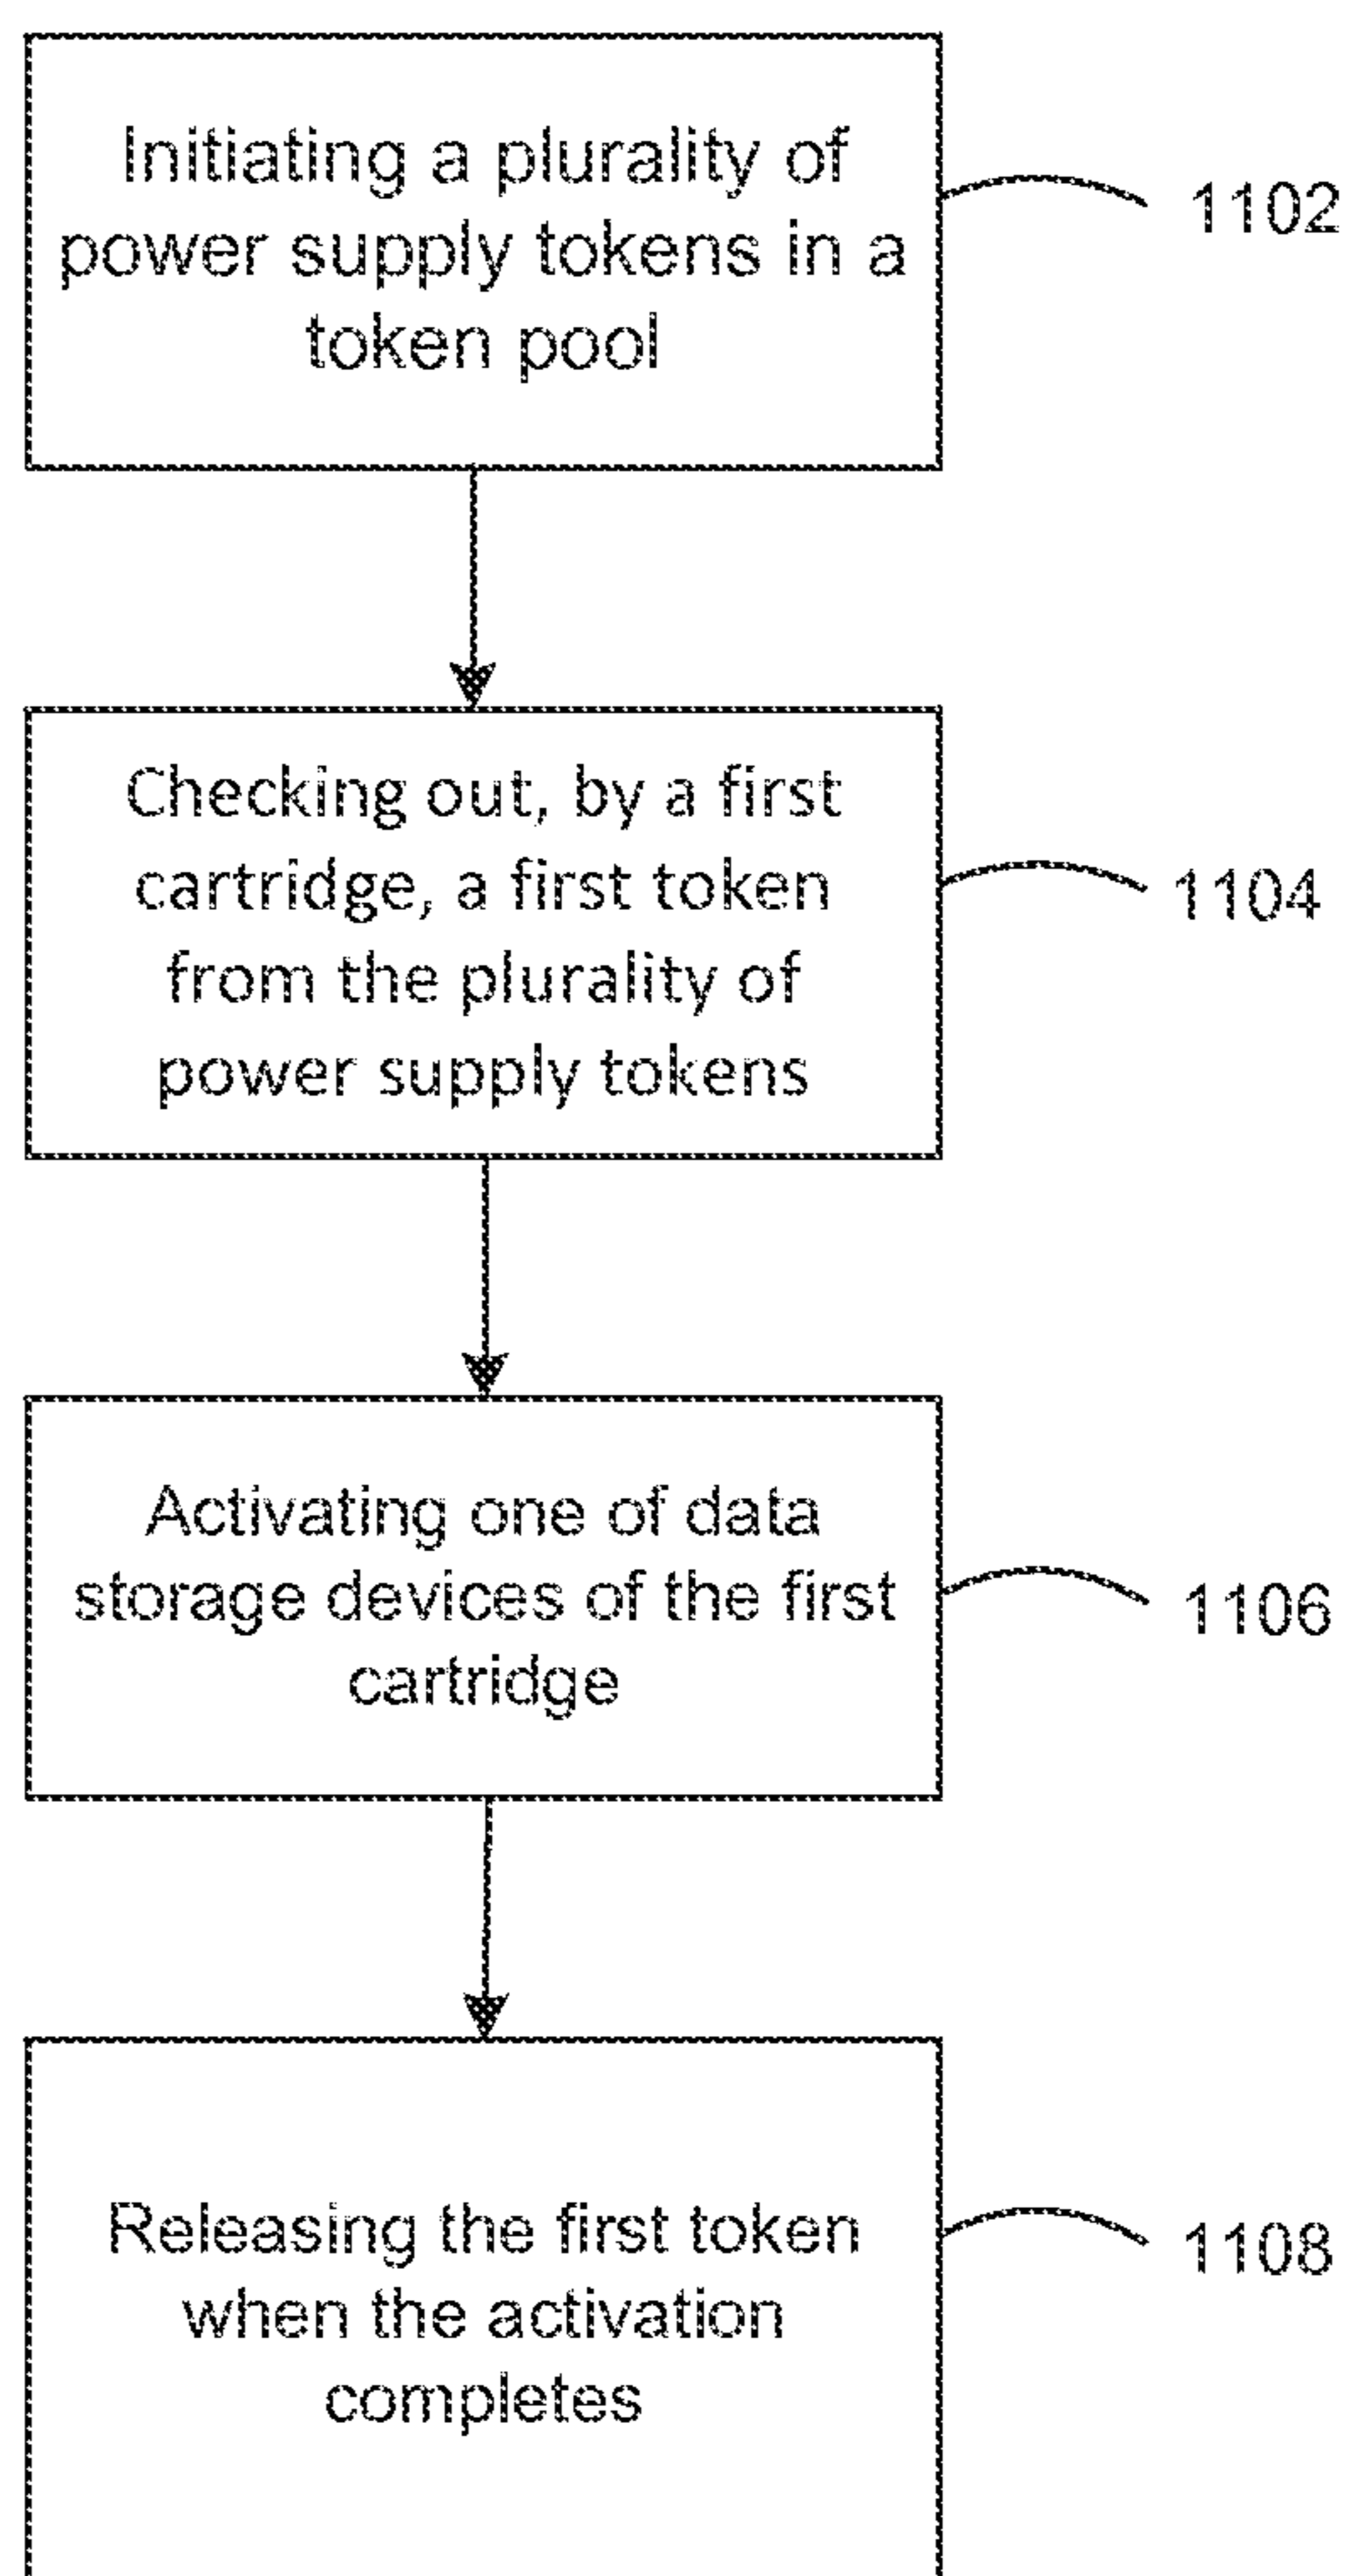 Initiating a plurality of
power supply tokens in a
token pool
1102
Checking out, by a first
cartridge, a first token
from the plurality of
power supply tokens
1104
Activating one of data
storage devices of the first
cartridge
1106
Releasing the first token
when the activation
completes
1108